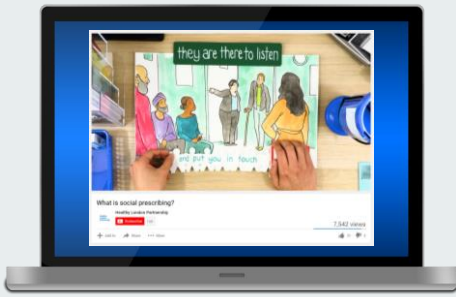 they are there to listen
and put you in touch
What is social prescribing?
Healthy London Partnership
7,542 views